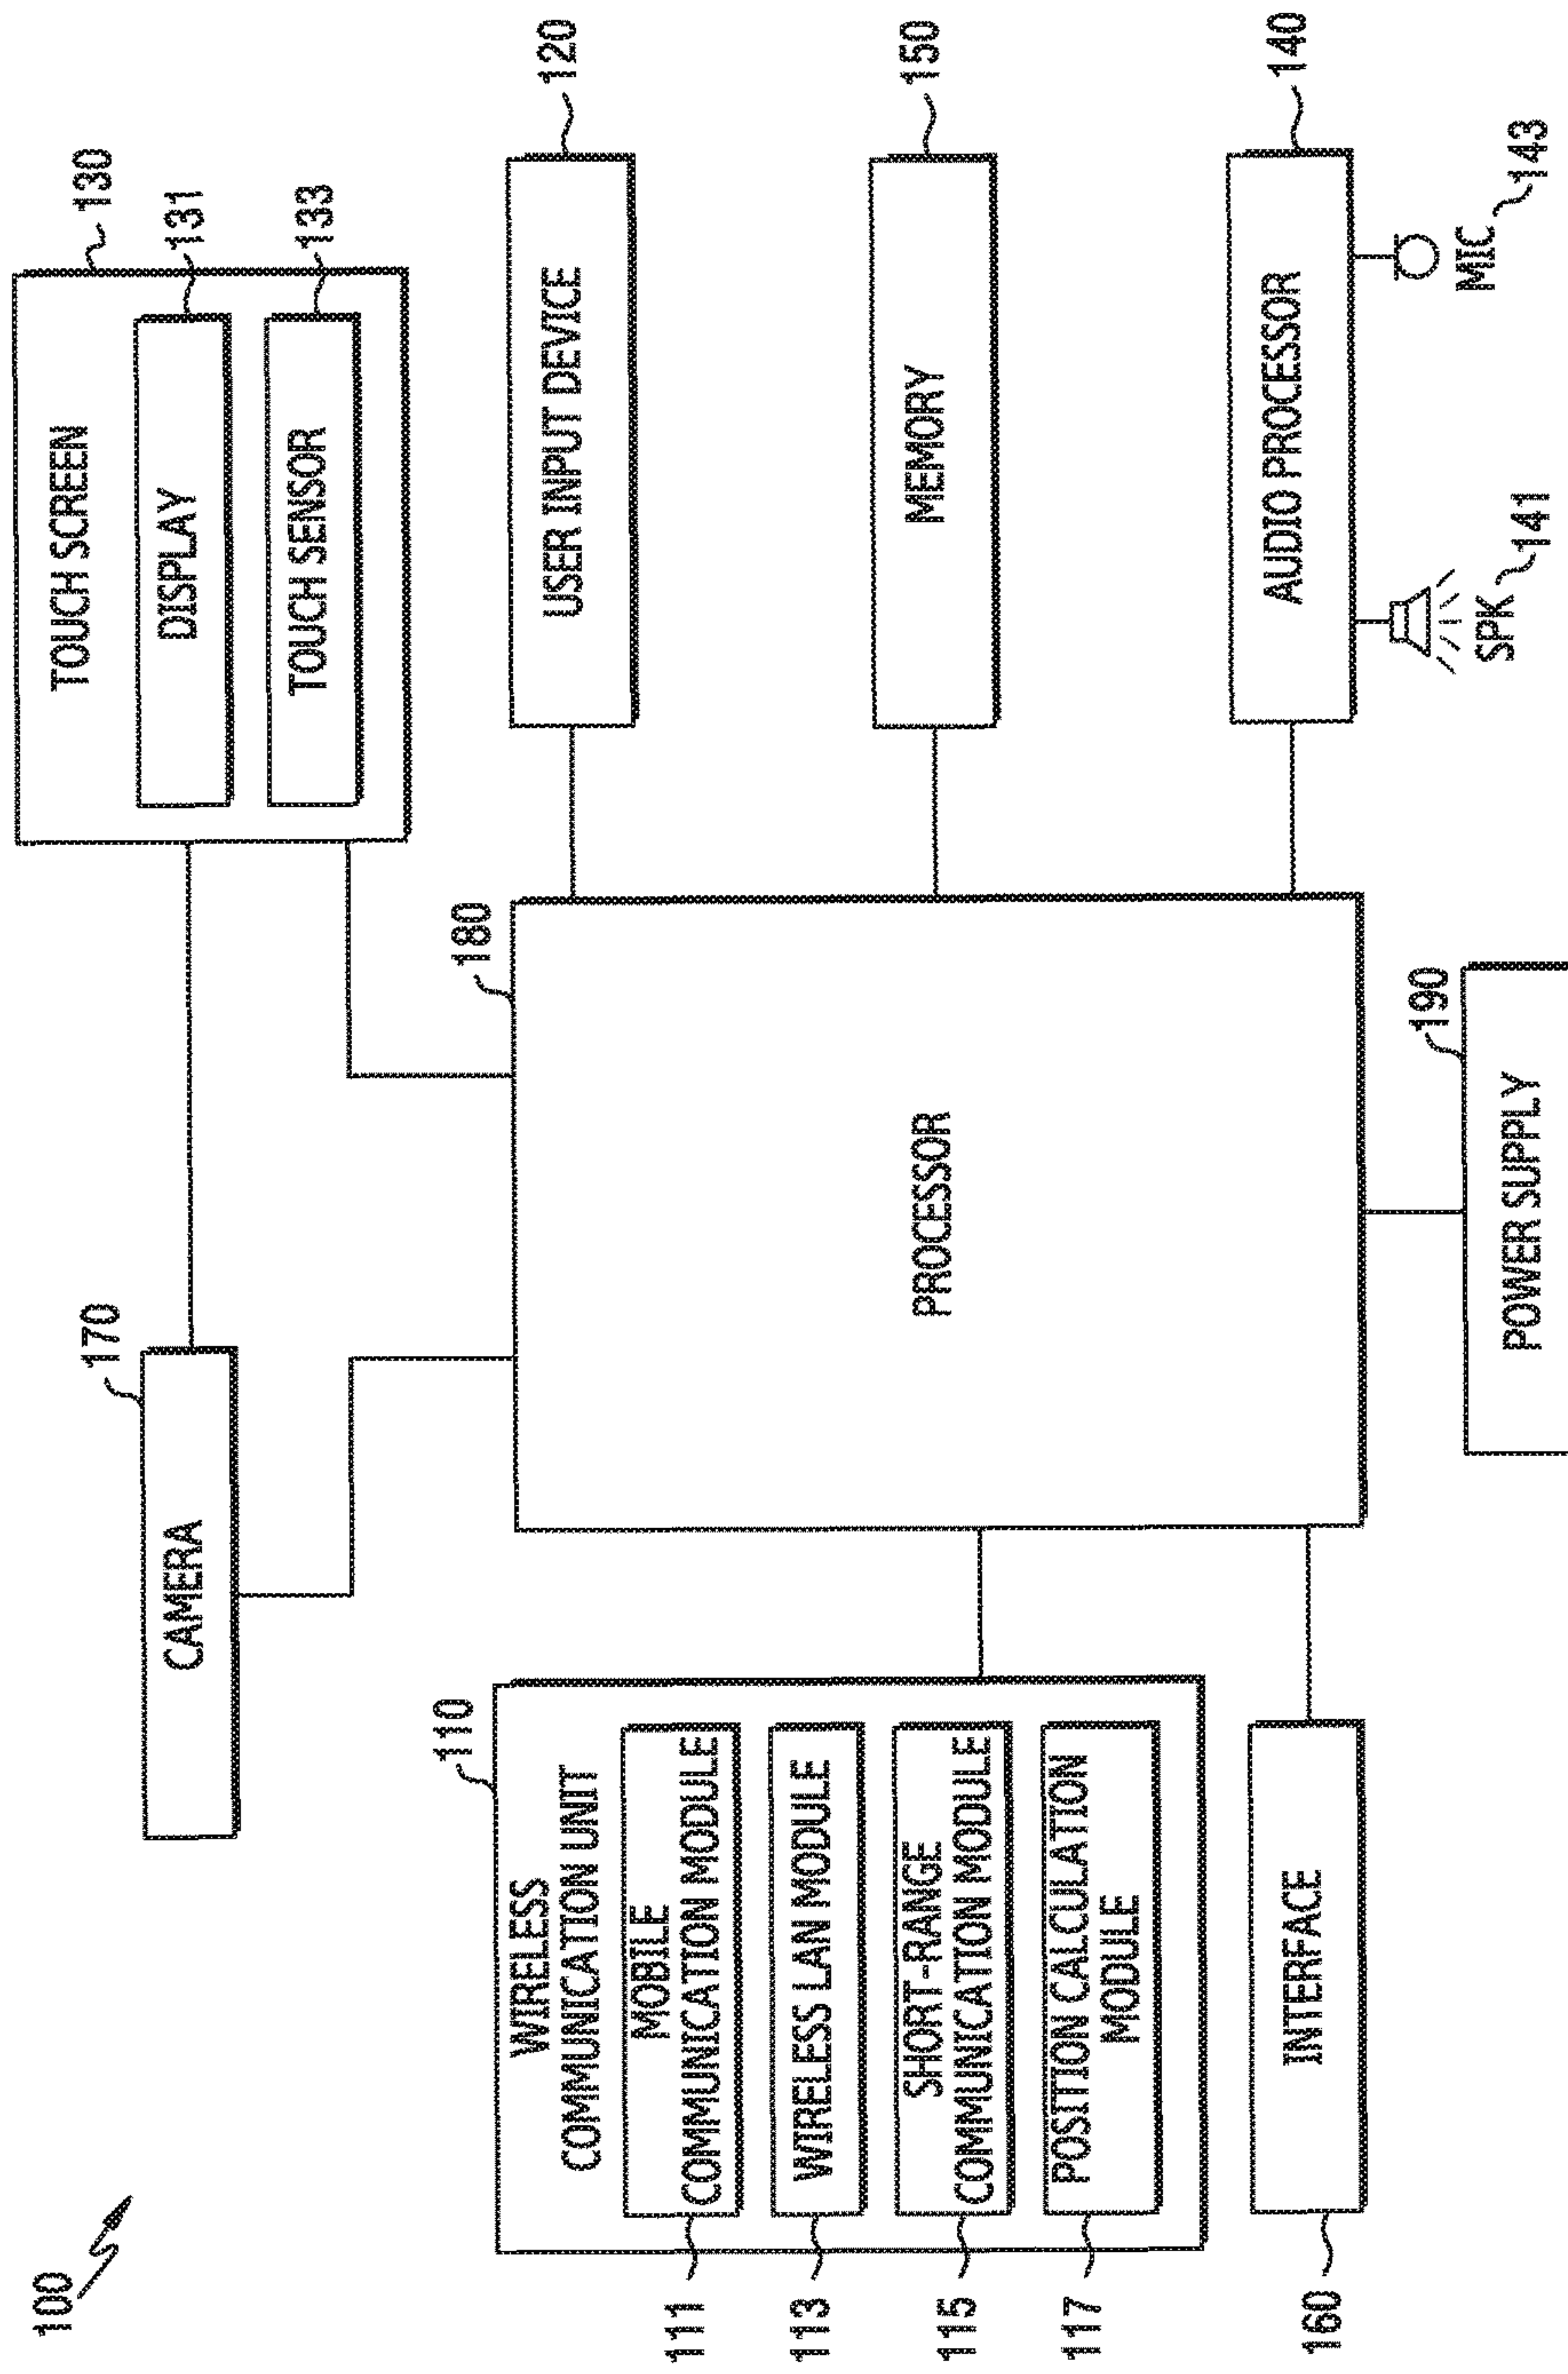 100
170
CAMERA
130
TOUCH SCREEN
DISPLAY
131
TOUCH SENSOR
133
110
WIRELESS
COMMUNICATION UNIT
111
MOBILE
COMMUNICATION MODULE
113
WIRELESS LAN MODULE
115
SHORT-RANGE
COMMUNICATION MODULE
117
POSITION CALCULATION
MODULE
160
INTERFACE
180
PROCESSOR
USER INPUT DEVICE
120
MEMORY
150
AUDIO PROCESSOR
140
SPK
141
MIC
143
190
POWER SUPPLY